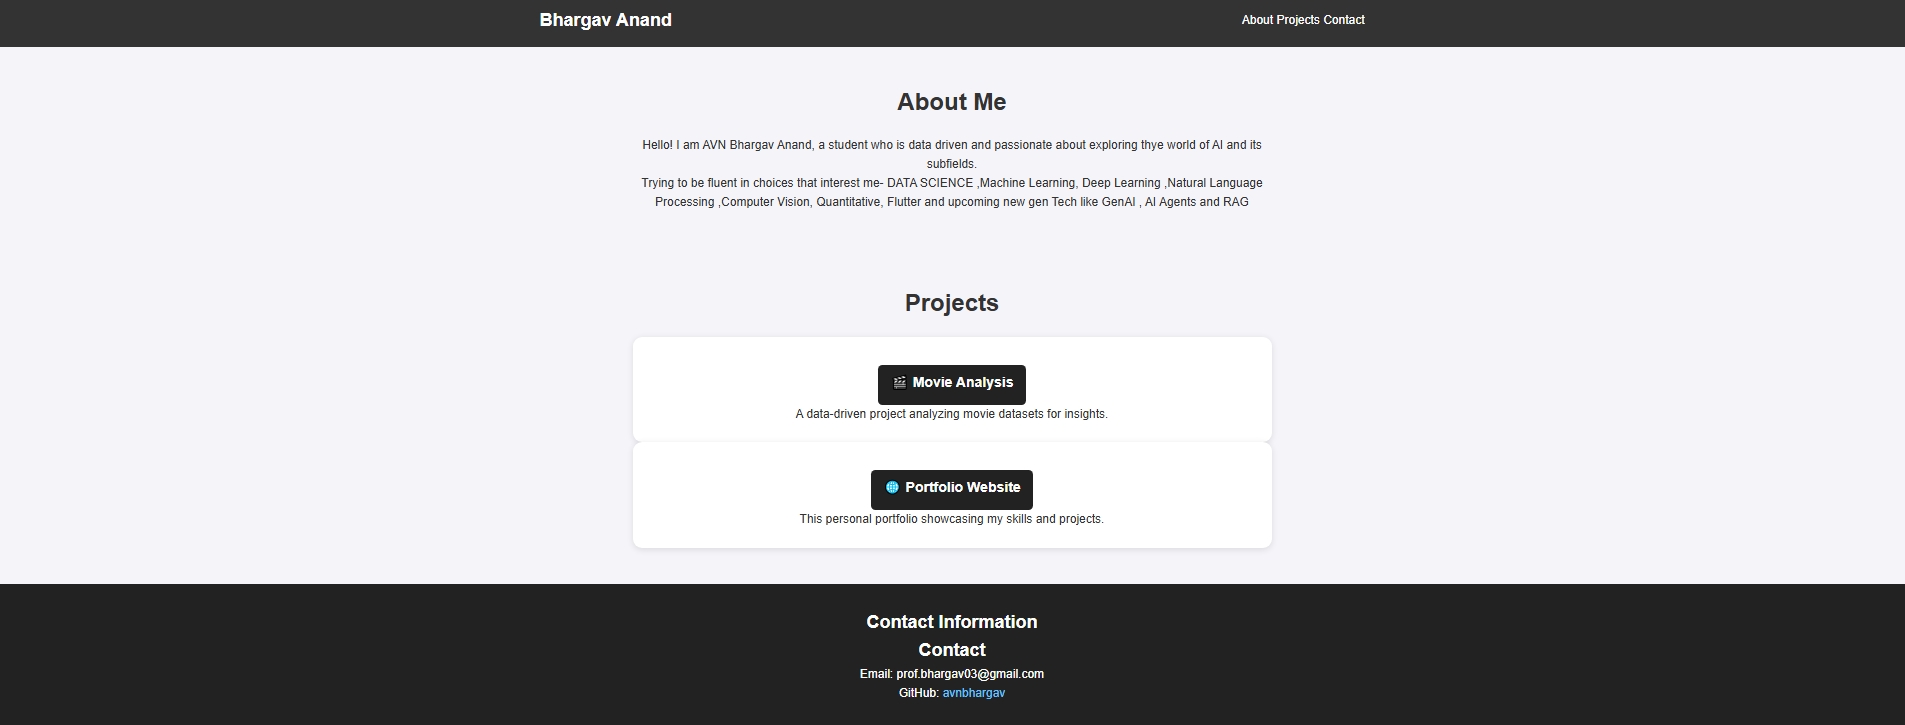 Bhargav Anand
About Projects Contact
About Me
Hello! I am AVN Bhargav Anand, a student who is data driven and passionate about exploring thye world of AI and its
subfields.
Trying to be fluent in choices that interest me- DATA SCIENCE ,Machine Learning, Deep Learning ,Natural Language
Processing ,Computer Vision, Quantitative, Flutter and upcoming new gen Tech like GenAI , AI Agents and RAG
Projects
🎬 Movie Analysis
A data-driven project analyzing movie datasets for insights.
🌐 Portfolio Website
This personal portfolio showcasing my skills and projects.
Contact Information
Contact
Email: prof.bhargav03@gmail.com
GitHub: avnbhargav